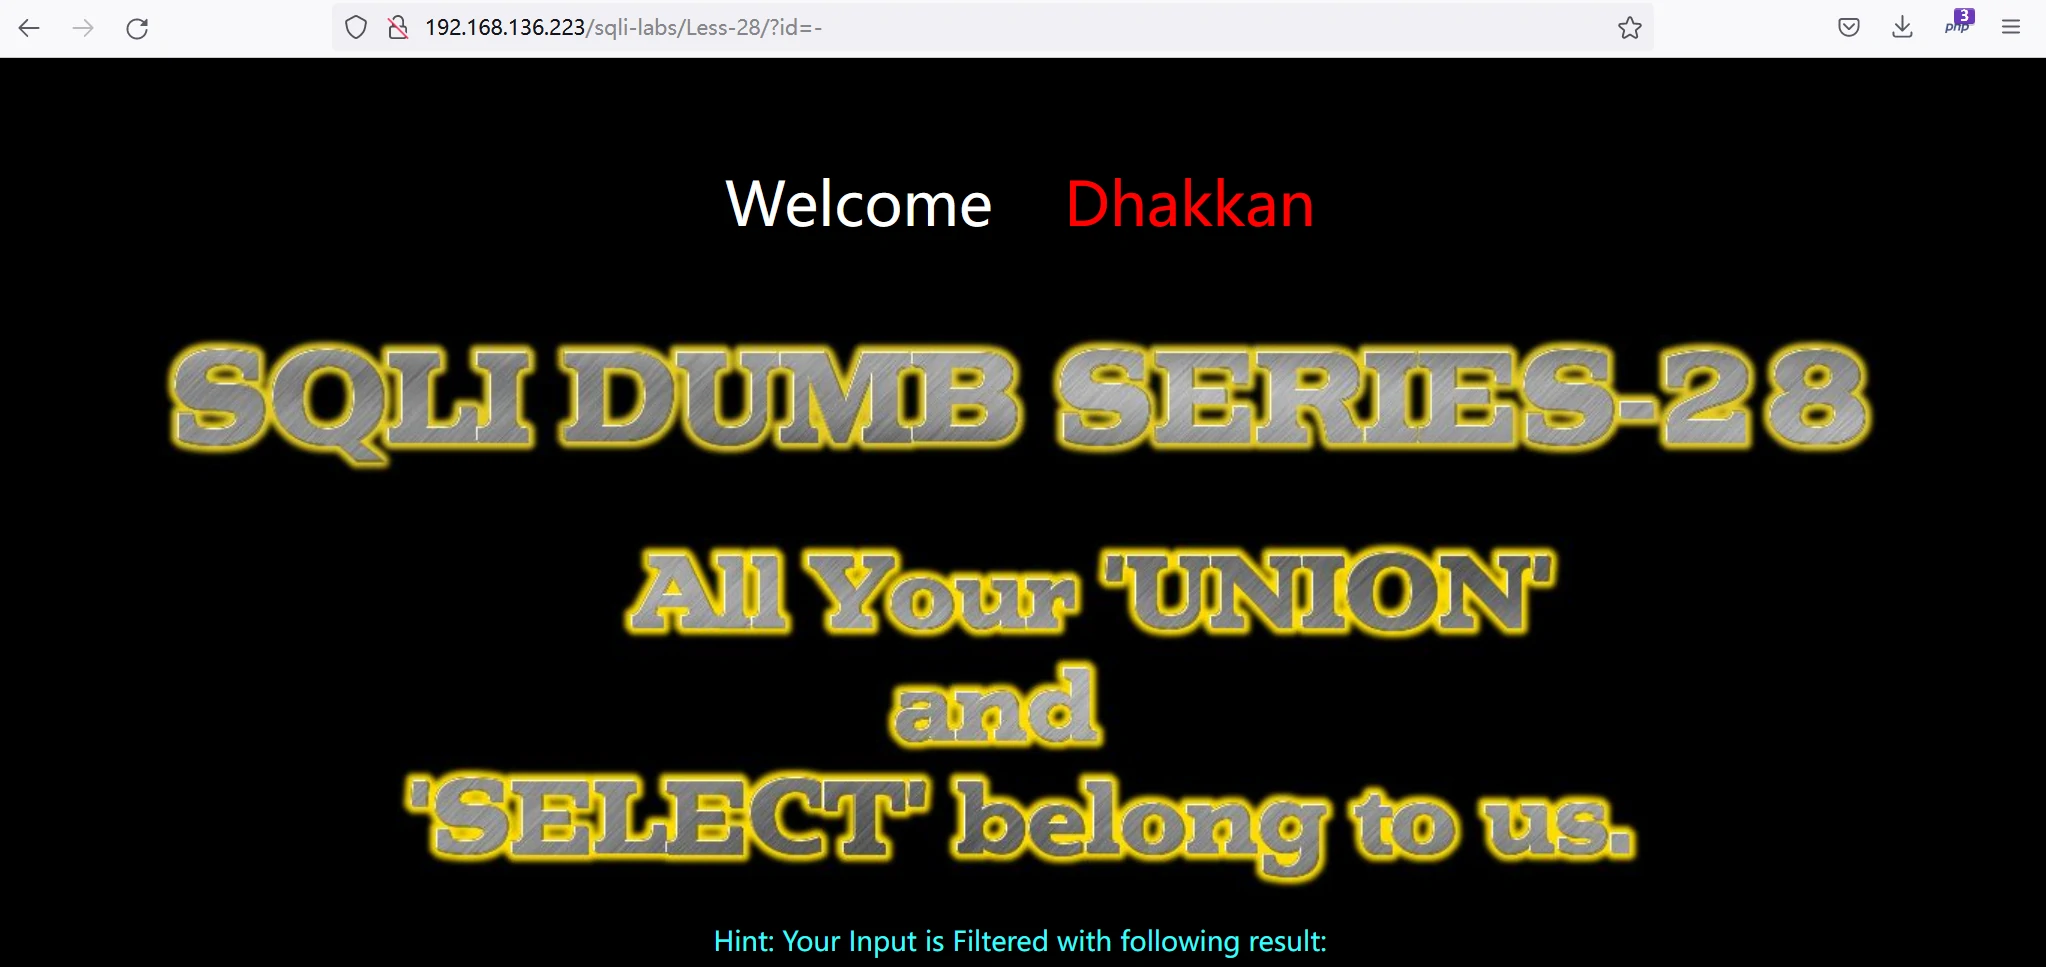 192.168.136.223/sqli-labs/Less-28/?id=-
3
php
Welcome Dhakkan
SQLI DUMB SERIES-28
All Your 'UNION'
and
'SELECT' belong to us.
Hint: Your Input is Filtered with following result: